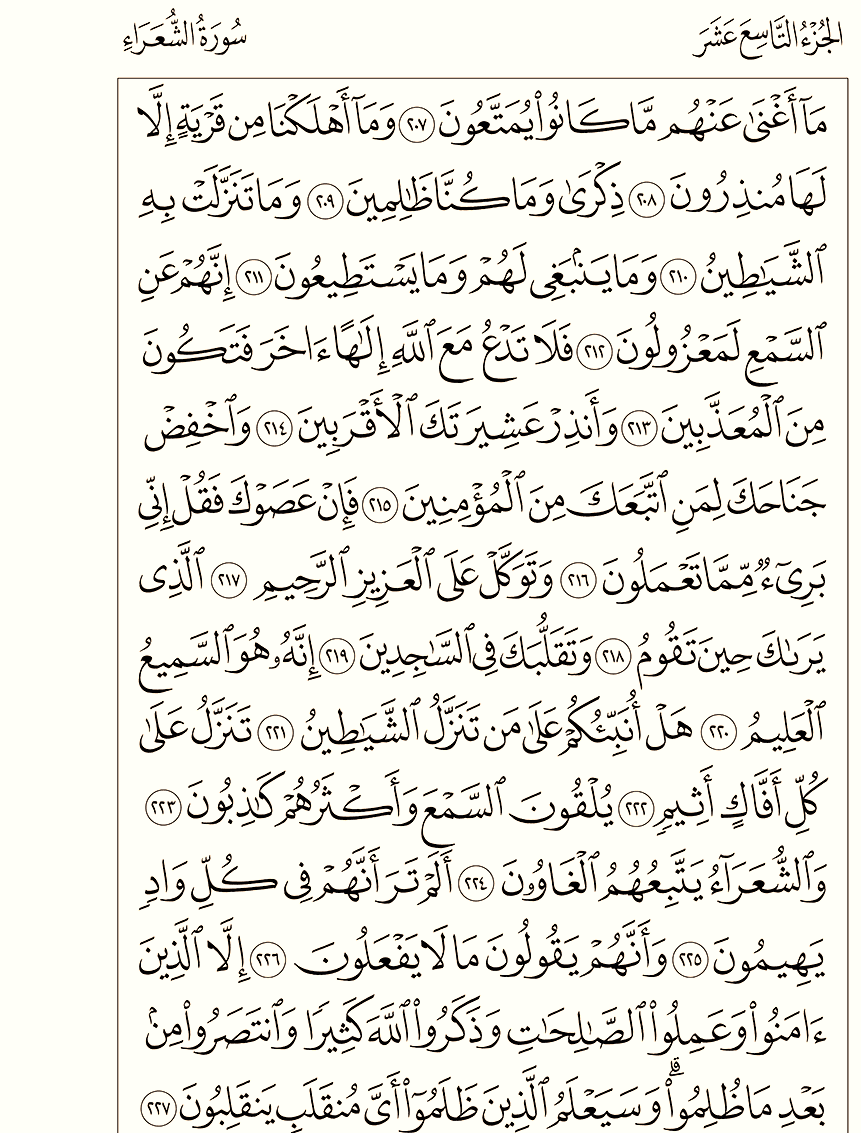 الجُزْءُ التَّاسِعَ عَشَرَ
سُورَةُ الشُّعَرَاءِ
مَآ أَغْنَىٰ عَنْهُم مَّا كَانُوا۟ يُمَتَّعُونَ ٢٠٧ وَمَآ أَهْلَكْنَا مِن قَرْيَةٍ إِلَّا
لَهَا مُنذِرُونَ ٢٠٨ ذِكْرَىٰ وَمَا كُنَّا ظَٰلِمِينَ ٢٠٩ وَمَا تَنَزَّلَتْ بِهِ
ٱلشَّيَٰطِينُ ٢١٠ وَمَا يَنۢبَغِى لَهُمْ وَمَا يَسْتَطِيعُونَ ٢١١ إِنَّهُمْ عَنِ
ٱلسَّمْعِ لَمَعْزُولُونَ ٢١٢ فَلَا تَدْعُ مَعَ ٱللَّهِ إِلَٰهًا ءَاخَرَ فَتَكُونَ
مِنَ ٱلْمُعَذَّبِينَ ٢١٣ وَأَنذِرْ عَشِيرَتَكَ ٱلْأَقْرَبِينَ ٢١٤ وَٱخْفِضْ
جَنَاحَكَ لِمَنِ ٱتَّبَعَكَ مِنَ ٱلْمُؤْمِنِينَ ٢١٥ فَإِنْ عَصَوْكَ فَقُلْ إِنِّى
بَرِىٓءٌ مِّمَّا تَعْمَلُونَ ٢١٦ وَتَوَكَّلْ عَلَى ٱلْعَزِيزِ ٱلرَّحِيمِ ٢١٧ ٱلَّذِى
يَرَىٰكَ حِينَ تَقُومُ ٢١٨ وَتَقَلُّبَكَ فِى ٱلسَّٰجِدِينَ ٢١٩ إِنَّهُۥ هُوَ ٱلسَّمِيعُ
ٱلْعَلِيمُ ٢٢٠ هَلْ أُنَبِّئُكُمْ عَلَىٰ مَن تَنَزَّلُ ٱلشَّيَٰطِينُ ٢٢١ تَنَزَّلُ عَلَىٰ
كُلِّ أَفَّاكٍ أَثِيمٍ ٢٢٢ يُلْقُونَ ٱلسَّمْعَ وَأَكْثَرُهُمْ كَٰذِبُونَ ٢٢٣
وَٱلشُّعَرَآءُ يَتَّبِعُهُمُ ٱلْغَاوُۥنَ ٢٢٤ أَلَمْ تَرَ أَنَّهُمْ فِى كُلِّ وَادٍ
يَهِيمُونَ ٢٢٥ وَأَنَّهُمْ يَقُولُونَ مَا لَا يَفْعَلُونَ ٢٢٦ إِلَّا ٱلَّذِينَ
ءَامَنُوا۟ وَعَمِلُوا۟ ٱلصَّٰلِحَٰتِ وَذَكَرُوا۟ ٱللَّهَ كَثِيرًا وَٱنتَصَرُوا۟ مِنۢ
بَعْدِ مَا ظُلِمُوا۟ ۗ وَسَيَعْلَمُ ٱلَّذِينَ ظَلَمُوٓا۟ أَىَّ مُنقَلَبٍ يَنقَلِبُونَ ٢٢٧